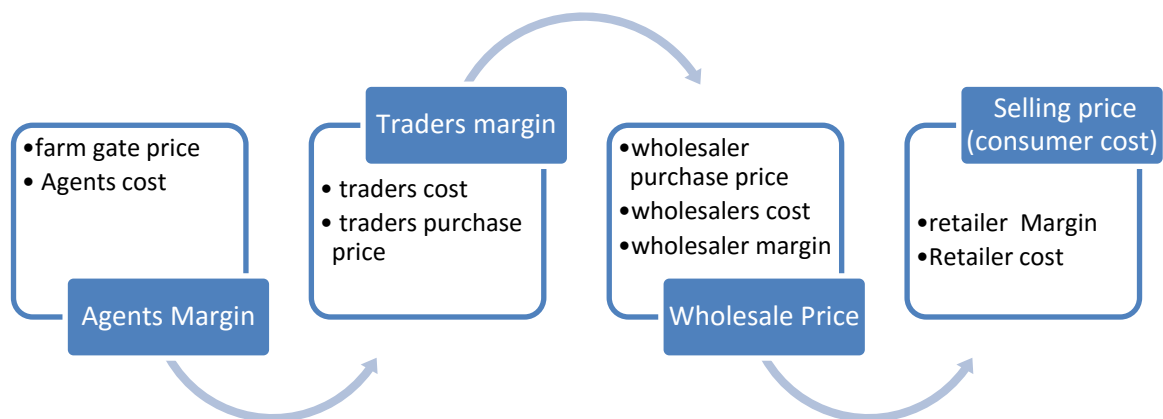 •farm gate price
• Agents cost
Agents Margin
Traders margin
• traders cost
• traders purchase
price
•wholesaler
purchase price
•wholesalers cost
•wholesaler margin
Wholesale Price
Selling price
(consumer cost)
•retailer  Margin
•Retailer cost